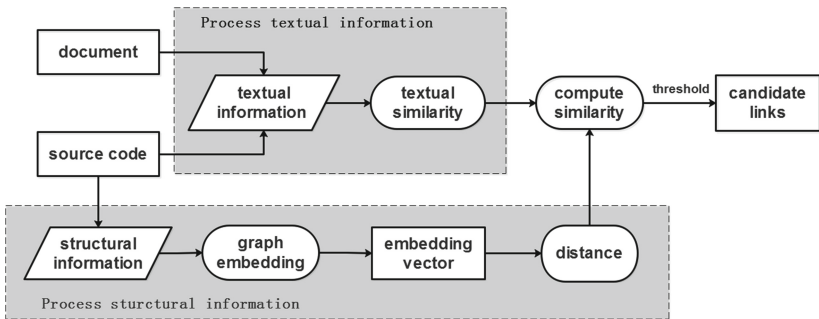 Process textual information
document
textual
information
textual
similarity
compute
similarity
threshold
candidate
links
source code
structural
information
graph
embedding
embedding
vector
distance
Process sturctural information